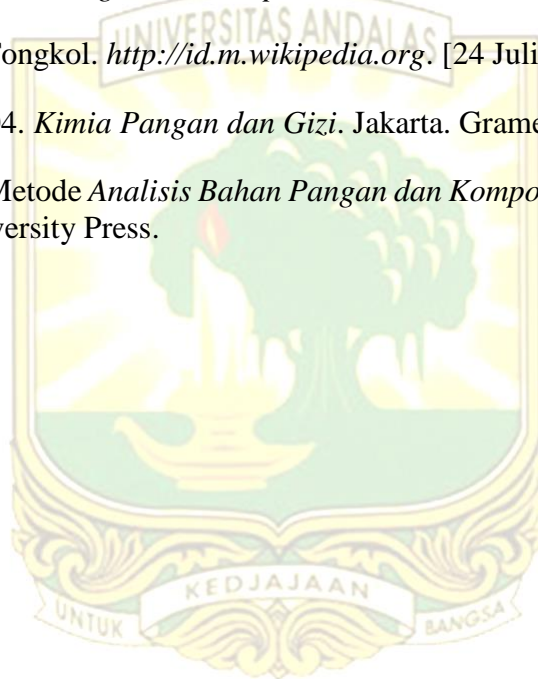 UNIVERSITAS ANDALAS
Tongkol. http://id.m.wikipedia.org. [24 Juli
4. Kimia Pangan dan Gizi. Jakarta. Grame
Metode Analisis Bahan Pangan dan Kompo
versity Press.
KEDJAJAAN
UNTUK
BANGSA